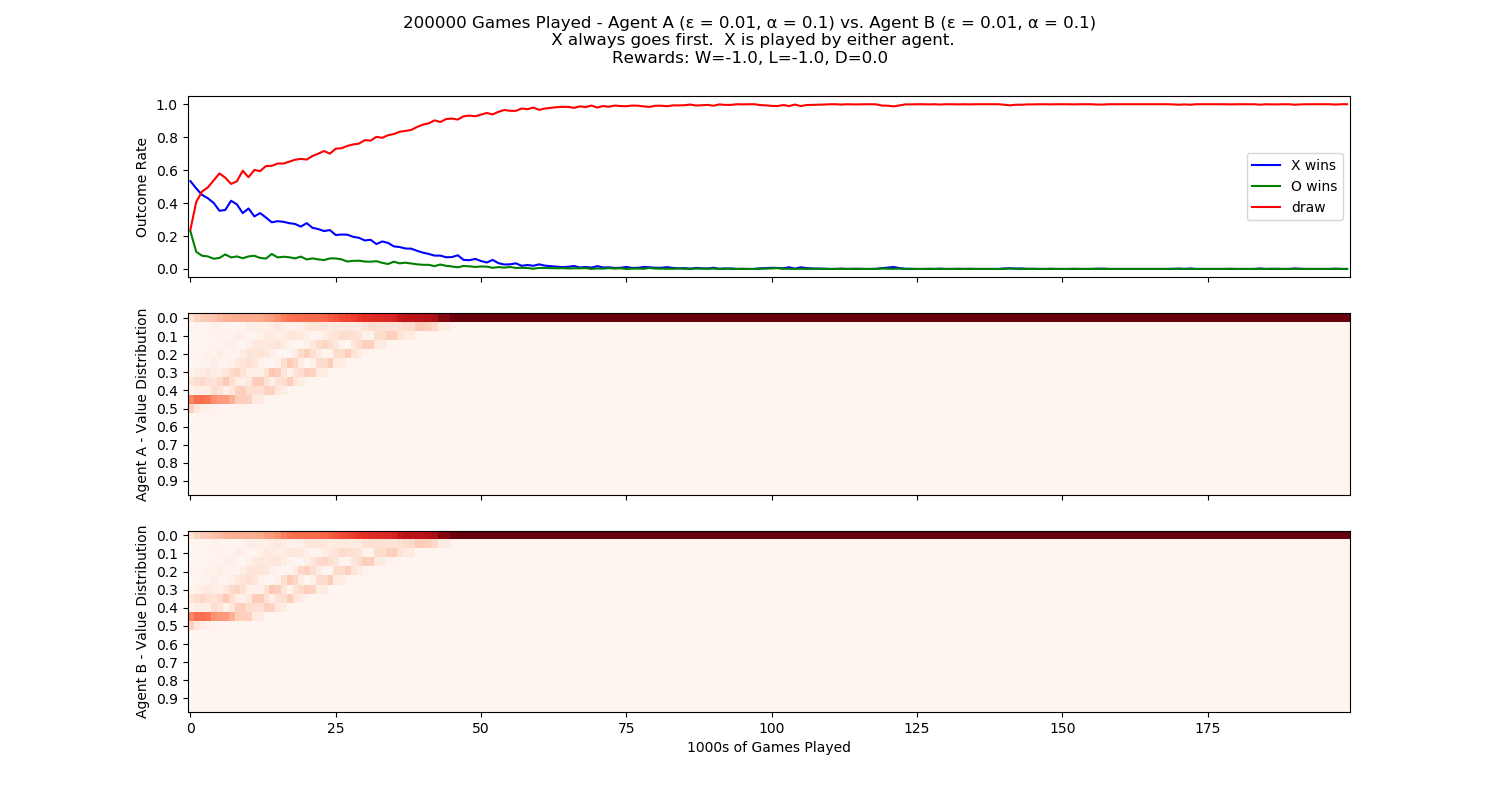 200000 Games Played - Agent A (ε = 0.01, α = 0.1) vs. Agent B (ε = 0.01, α = 0.1)
X always goes first.  X is played by either agent.
Rewards: W=-1.0, L=-1.0, D=0.0
Outcome Rate
1.0
0.8
0.6
0.4
0.2
0.0
X wins
O wins
draw
Agent A - Value Distribution
0.0
0.1
0.2
0.3
0.4
0.5
0.6
0.7
0.8
0.9
Agent B - Value Distribution
0.0
0.1
0.2
0.3
0.4
0.5
0.6
0.7
0.8
0.9
0 25 50 75 100 125 150 175
1000s of Games Played